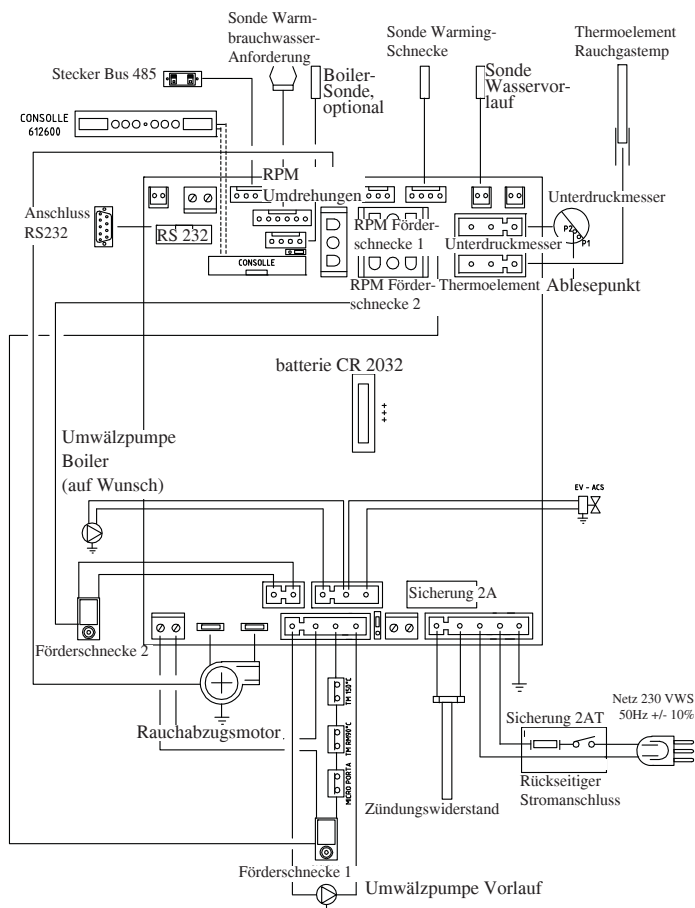 Sonde Warm-
brauchwasser-
Anforderung
Sonde Warming-
Schnecke
Thermoelement
Rauchgastemp
Stecker Bus 485
Boiler-
Sonde,
optional
Sonde
Wasservor-
lauf
CONSOLLE
612600
RPM
Umdrehungen
Anschluss
RS232
RS 232
CONSOLLE
RPM Förder-
schnecke 1
Unterdruckmesser
Unterdruckmesser
P2
P1
RPM Förder-
schnecke 2
Thermoelement
Ablesepunkt
batterie CR 2032
+++
Umwälzpumpe
Boiler
(auf Wunsch)
EV - ACS
Sicherung 2A
Förderschnecke 2
Rauchabzugsmotor
TM 150°C
TM RM90°C
MICRO PORTA
Netz 230 VWS
50Hz +/- 10%
Sicherung 2AT
Rückseitiger
Stromanschluss
Zündungswiderstand
Förderschnecke 1
Umwälzpumpe Vorlauf